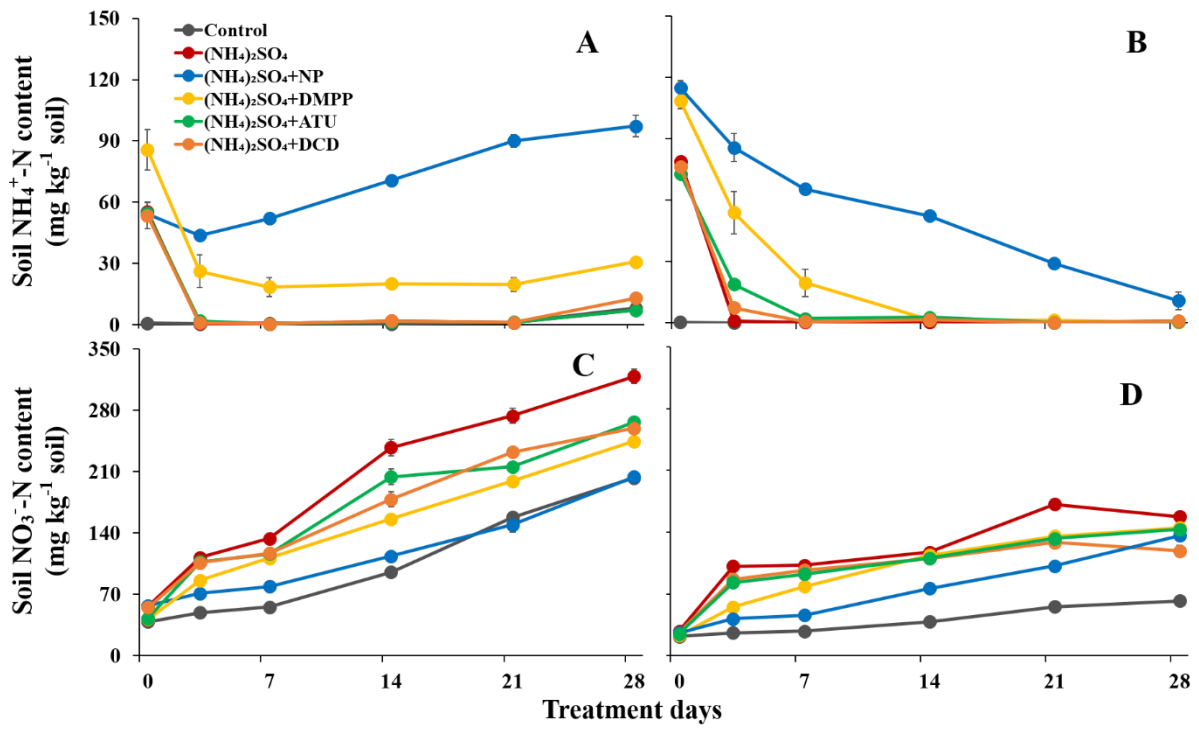 Soil NH₄⁺-N content
(mg kg⁻¹ soil)
150
120
90
60
30
0
Control
(NH₄)₂SO₄
(NH₄)₂SO₄+NP
(NH₄)₂SO₄+DMPP
(NH₄)₂SO₄+ATU
(NH₄)₂SO₄+DCD
A
B
Soil NO₃⁻-N content
(mg kg⁻¹ soil)
350
280
210
140
70
0
C
D
0 7 14 21 28
0 7 14 21 28
Treatment days